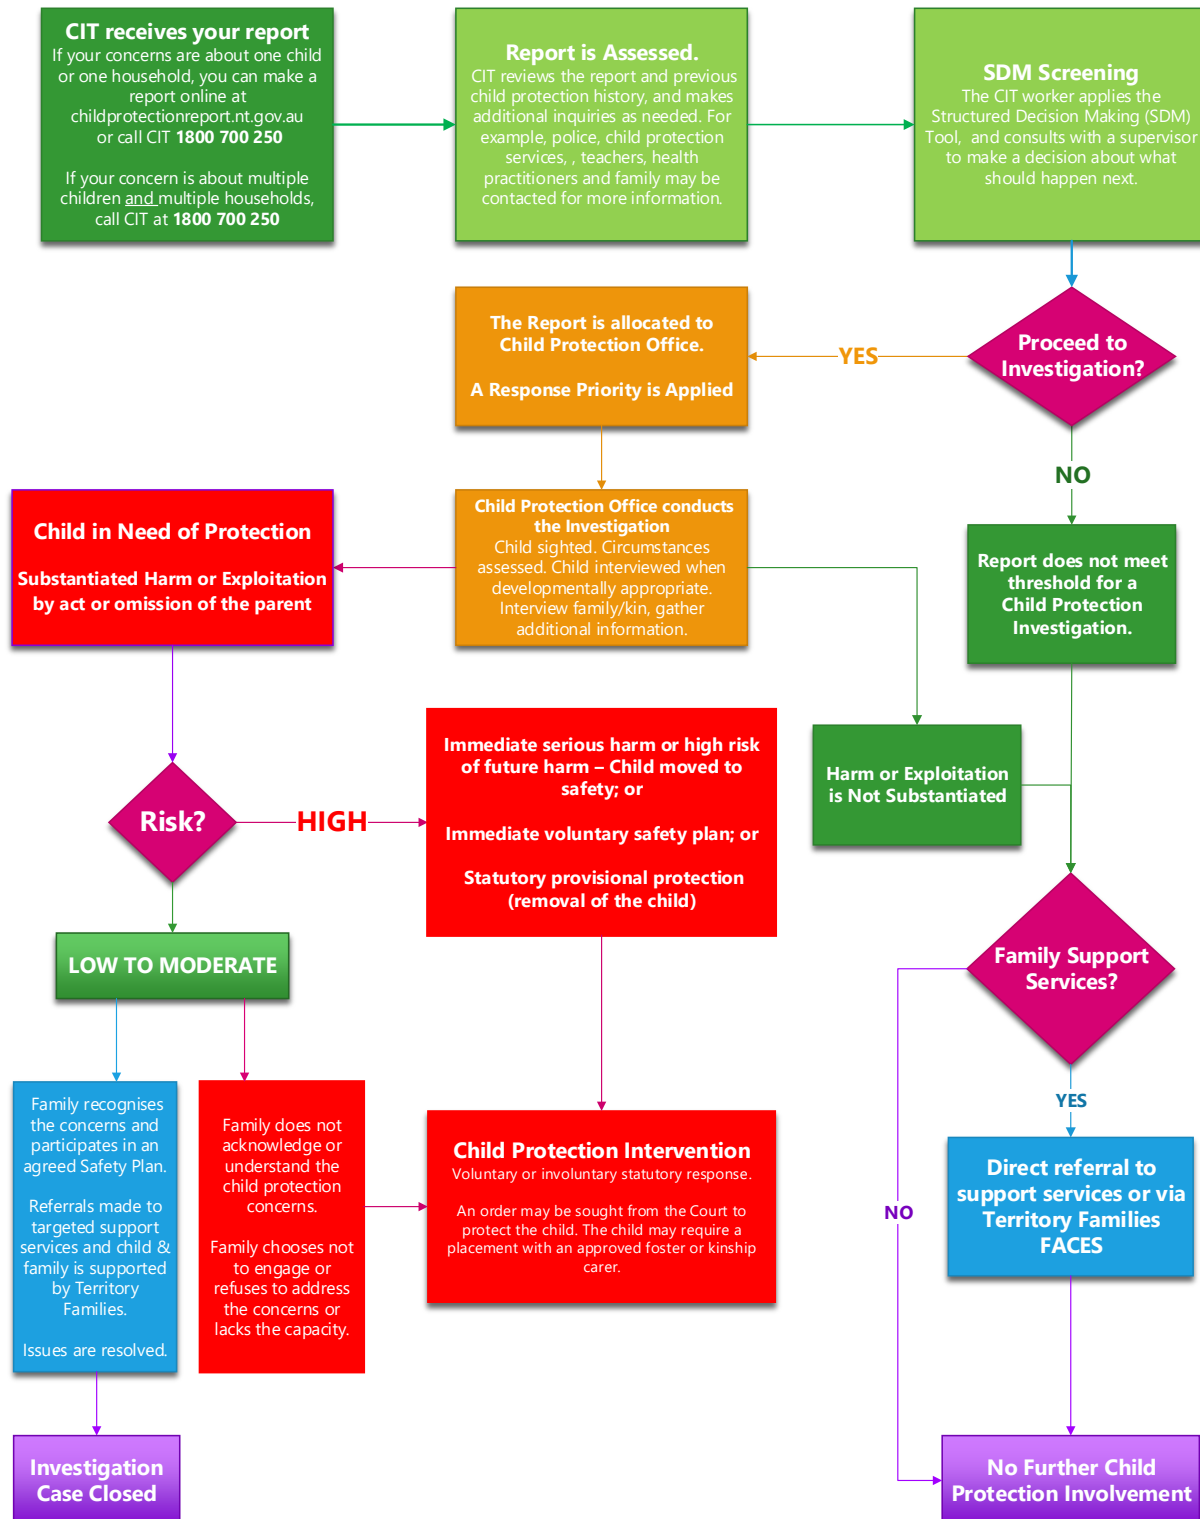 CIT receives your report
If your concerns are about one child
or one household, you can make a
report online at
childprotectionreport.nt.gov.au
or call CIT 1800 700 250
If your concern is about multiple
children and multiple households,
call CIT at 1800 700 250
Report is Assessed.
CIT reviews the report and previous
child protection history, and makes
additional inquiries as needed. For
example, police, child protection
services, , teachers, health
practitioners and family may be
contacted for more information.
SDM Screening
The CIT worker applies the
Structured Decision Making (SDM)
Tool, and consults with a supervisor
to make a decision about what
should happen next.
Proceed to
Investigation?
YES
The Report is allocated to
Child Protection Office.
A Response Priority is Applied
NO
Child Protection Office conducts
the Investigation
Child sighted. Circumstances
assessed. Child interviewed when
developmentally appropriate.
Interview family/kin, gather
additional information.
Child in Need of Protection
Substantiated Harm or Exploitation
by act or omission of the parent
Report does not meet
threshold for a
Child Protection
Investigation.
Harm or Exploitation
is Not Substantiated
Risk?
HIGH
Immediate serious harm or high risk
of future harm – Child moved to
safety; or
Immediate voluntary safety plan; or
Statutory provisional protection
(removal of the child)
LOW TO MODERATE
Family Support
Services?
Family recognises
the concerns and
participates in an
agreed Safety Plan.
Referrals made to
targeted support
services and child &
family is supported
by Territory
Families.
Issues are resolved.
Family does not
acknowledge or
understand the
child protection
concerns.
Family chooses not
to engage or
refuses to address
the concerns or
lacks the capacity.
Child Protection Intervention
Voluntary or involuntary statutory response.
An order may be sought from the Court to
protect the child. The child may require a
placement with an approved foster or kinship
carer.
YES
NO
Direct referral to
support services or via
Territory Families
FACES
Investigation
Case Closed
No Further Child
Protection Involvement